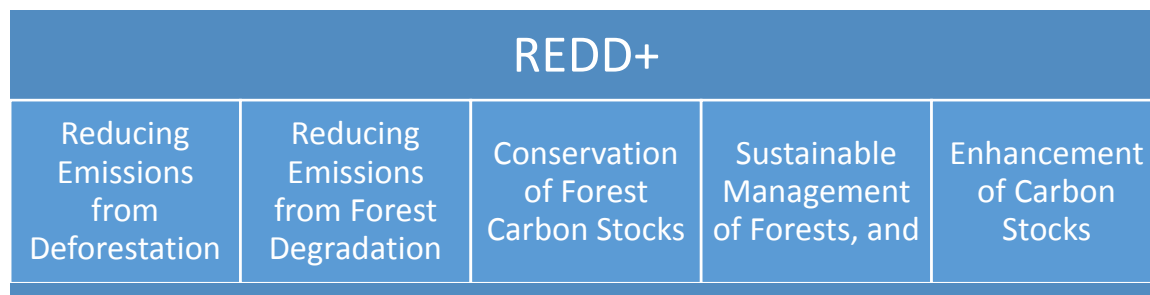 REDD+
Reducing
Emissions
from
Deforestation
Reducing
Emissions
from Forest
Degradation
Conservation
of Forest
Carbon Stocks
Sustainable
Management
of Forests, and
Enhancement
of Carbon
Stocks